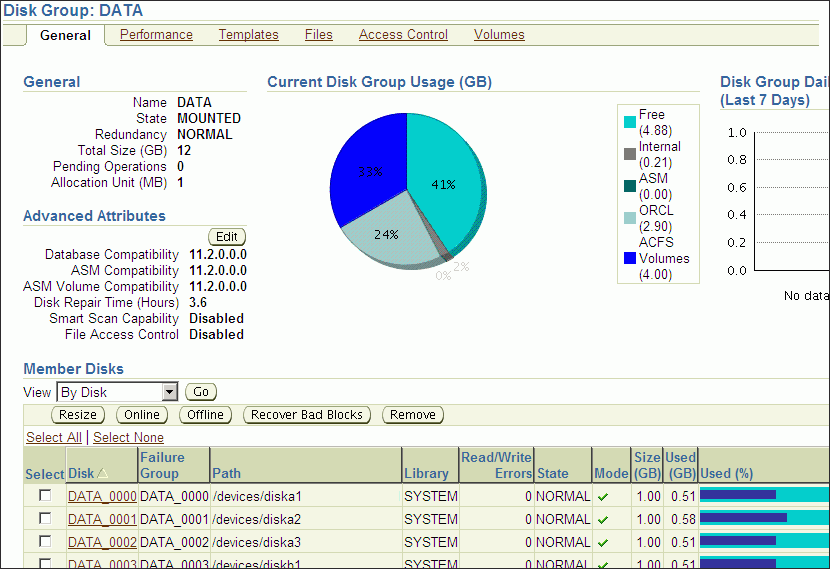 Disk Group: DATA
General Performance Templates Files Access Control Volumes
General
Name DATA
State MOUNTED
Redundancy NORMAL
Total Size (GB) 12
Pending Operations 0
Allocation Unit (MB) 1
Advanced Attributes
Edit
Database Compatibility 11.2.0.0.0
ASM Compatibility 11.2.0.0.0
ASM Volume Compatibility 11.2.0.0.0
Disk Repair Time (Hours) 3.6
Smart Scan Capability Disabled
File Access Control Disabled
Current Disk Group Usage (GB)
33%
41%
24%
2%
0%
Free
(4.88)
Internal
(0.21)
ASM
(0.00)
ORCL
(2.90)
ACFS
Volumes
(4.00)
Disk Group Dail
(Last 7 Days)
1.0
0.8
0.6
0.4
0.2
0.0
No data
Member Disks
View By Disk Go
Resize Online Offline Recover Bad Blocks Remove
Select All | Select None
Select Disk Failure Group Path Library Read/Write Errors State Mode Size (GB) Used (GB) Used (%)
DATA_0000 DATA_0000 /devices/diska1 SYSTEM 0 NORMAL 1.00 0.51
DATA_0001 DATA_0001 /devices/diska2 SYSTEM 0 NORMAL 1.00 0.58
DATA_0002 DATA_0002 /devices/diska3 SYSTEM 0 NORMAL 1.00 0.51
DATA_0003 DATA_0003 /devices/diskb1 SYSTEM 0 NORMAL 1.00 0.51